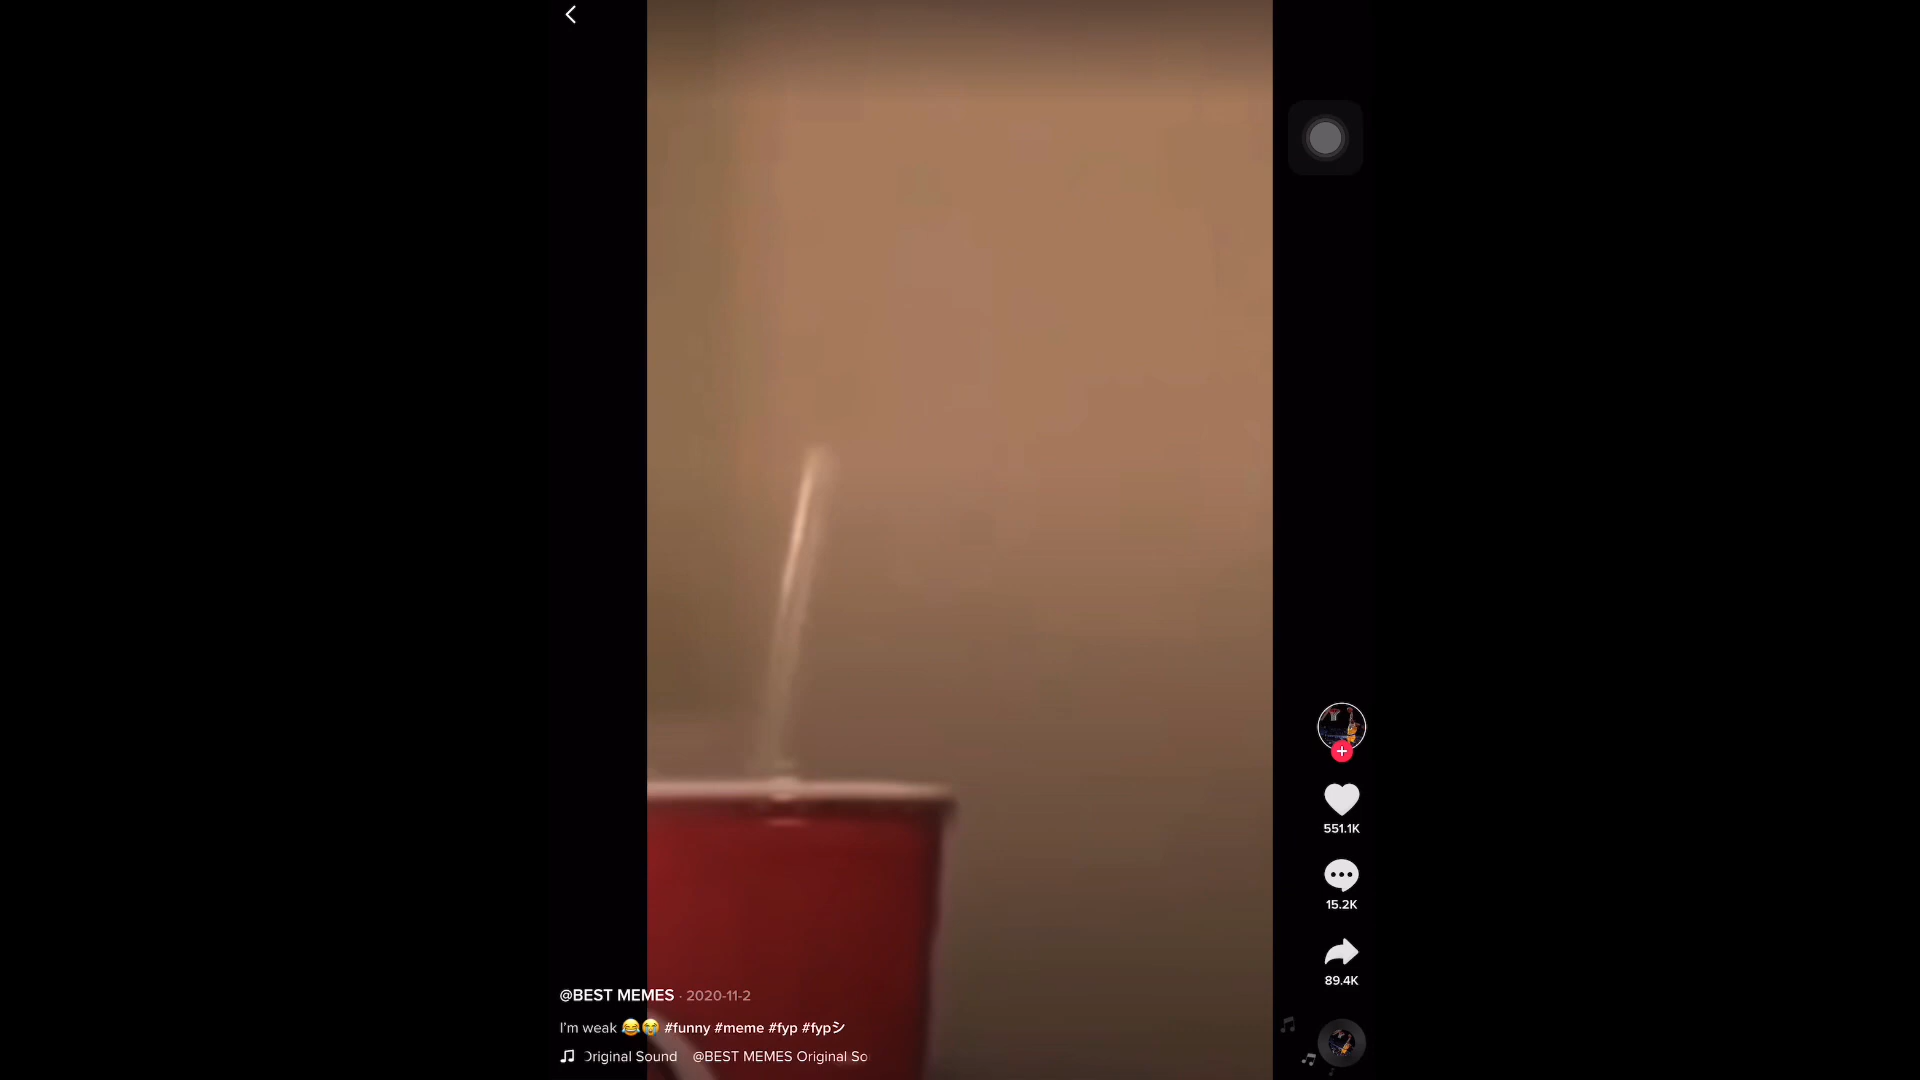 @BEST MEMES · 2020-11-2
I'm weak 😂😭 #funny #meme #fyp #fypシ
Original Sound @BEST MEMES Original So
551.1K
15.2K
89.4K